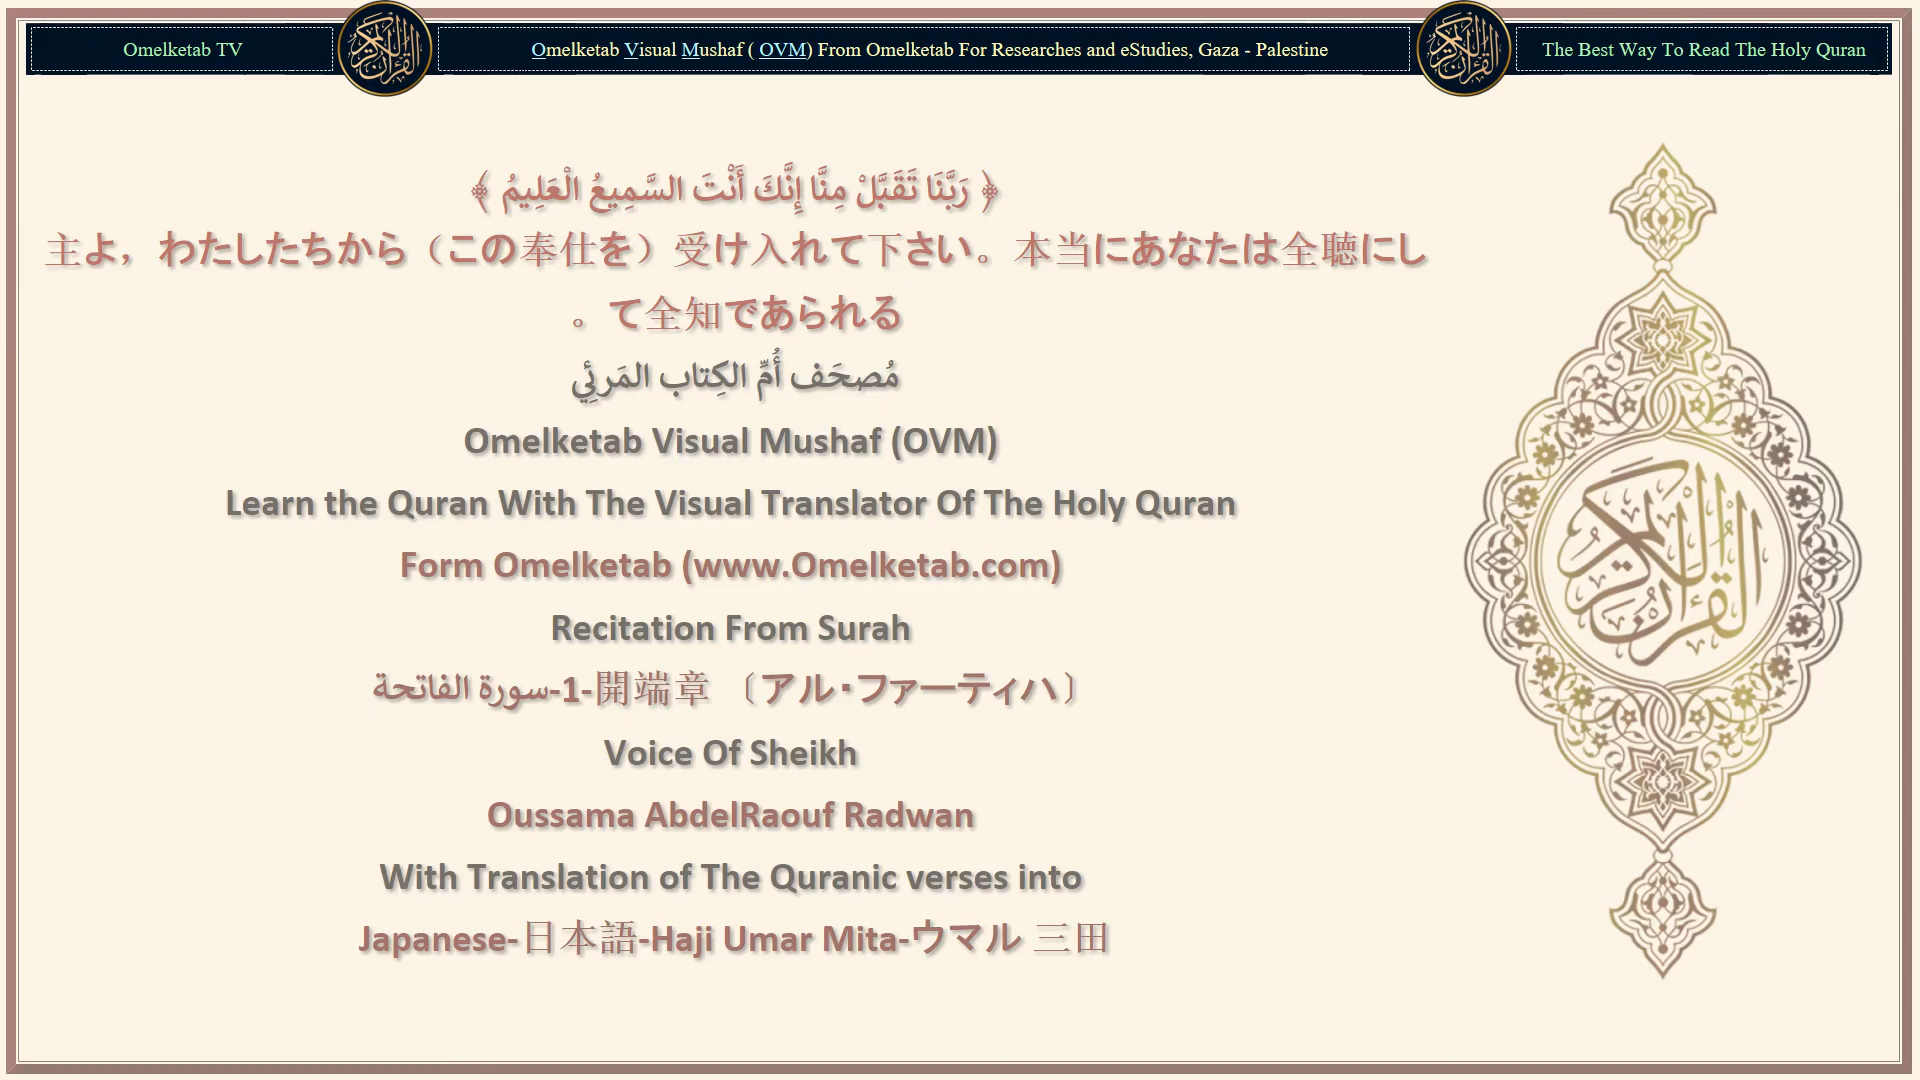 Omelketab TV
Omelketab Visual Mushaf ( OVM) From Omelketab For Researches and eStudies, Gaza - Palestine
The Best Way To Read The Holy Quran
﴿ رَبَّنَا تَقَبَّلْ مِنَّا إِنَّكَ أَنْتَ السَّمِيعُ الْعَلِيمُ ﴾
主よ，わたしたちから（この奉仕を）受け入れて下さい。本当にあなたは全聴にし
て全知であられる。
مُصحَف أُمِّ الكِتاب المَرئِي
Omelketab Visual Mushaf (OVM)
Learn the Quran With The Visual Translator Of The Holy Quran
Form Omelketab (www.Omelketab.com)
Recitation From Surah
سورة الفاتحة-1-開端章 〔アル・ファーティハ〕
Voice Of Sheikh
Oussama AbdelRaouf Radwan
With Translation of The Quranic verses into
Japanese-日本語-Haji Umar Mita-ウマル 三田
القرآن الكريم